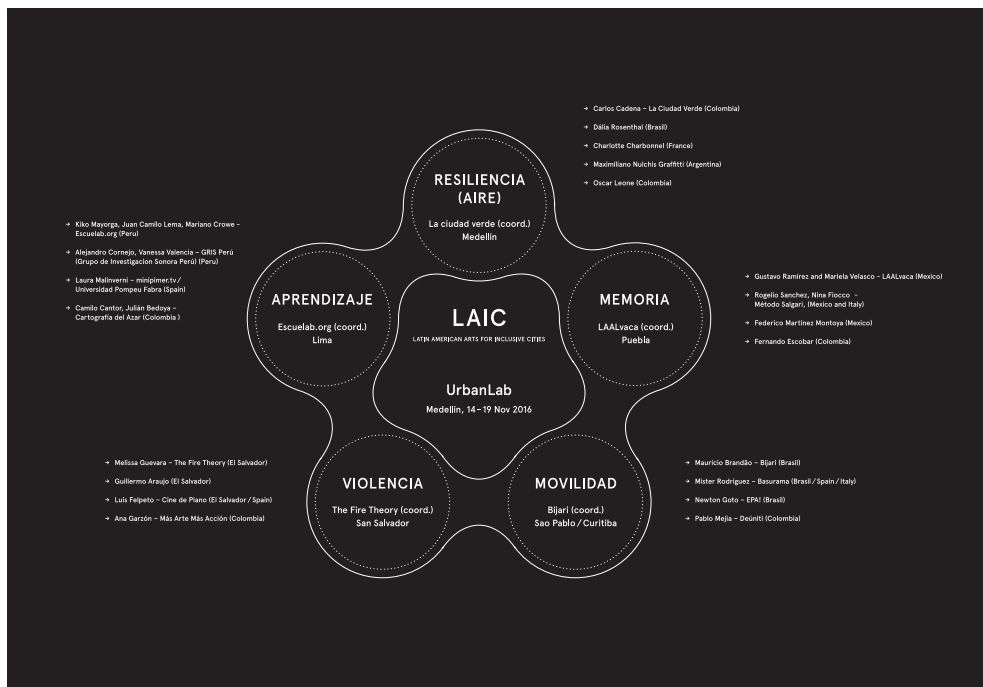 → Carlos Cadena – La Ciudad Verde (Colombia)
→ Dália Rosenthal (Brasil)
→ Charlotte Charbonnel (France)
→ Maximiliano Nulchis Graffitti (Argentina)
→ Oscar Leone (Colombia)
RESILIENCIA
(AIRE)
La ciudad verde (coord.)
Medellín
→ Kiko Mayorga, Juan Camilo Lema, Mariano Crowe –
Escuelab.org (Peru)
→ Alejandro Cornejo, Vanessa Valencia – GRIS Perú
(Grupo de Investigacion Sonora Perú) (Peru)
→ Laura Malinverni – minipimer.tv/
Universidad Pompeu Fabra (Spain)
→ Camilo Cantor, Julián Bedoya –
Cartografía del Azar (Colombia )
APRENDIZAJE
Escuelab.org (coord.)
Lima
LAIC
LATIN AMERICAN ARTS FOR INCLUSIVE CITIES
UrbanLab
Medellín, 14–19 Nov 2016
MEMORIA
LAALvaca (coord.)
Puebla
→ Gustavo Ramírez and Mariela Velasco – LAALvaca (Mexico)
→ Rogelio Sanchez, Nina Fiocco -
Método Salgari, (Mexico and Italy)
→ Federico Martínez Montoya (Mexico)
→ Fernando Escobar (Colombia)
→ Melissa Guevara – The Fire Theory (El Salvador)
→ Guillermo Araujo (El Salvador)
→ Luis Felpeto – Cine de Plano (El Salvador / Spain)
→ Ana Garzón – Más Arte Más Acción (Colombia)
VIOLENCIA
The Fire Theory (coord.)
San Salvador
MOVILIDAD
Bijari (coord.)
Sao Pablo / Curitiba
→ Mauricio Brandão – Bijari (Brasil)
→ Mister Rodríguez – Basurama (Brasil / Spain / Italy)
→ Newton Goto – EPA! (Brasil)
→ Pablo Mejía – Deúniti (Colombia)